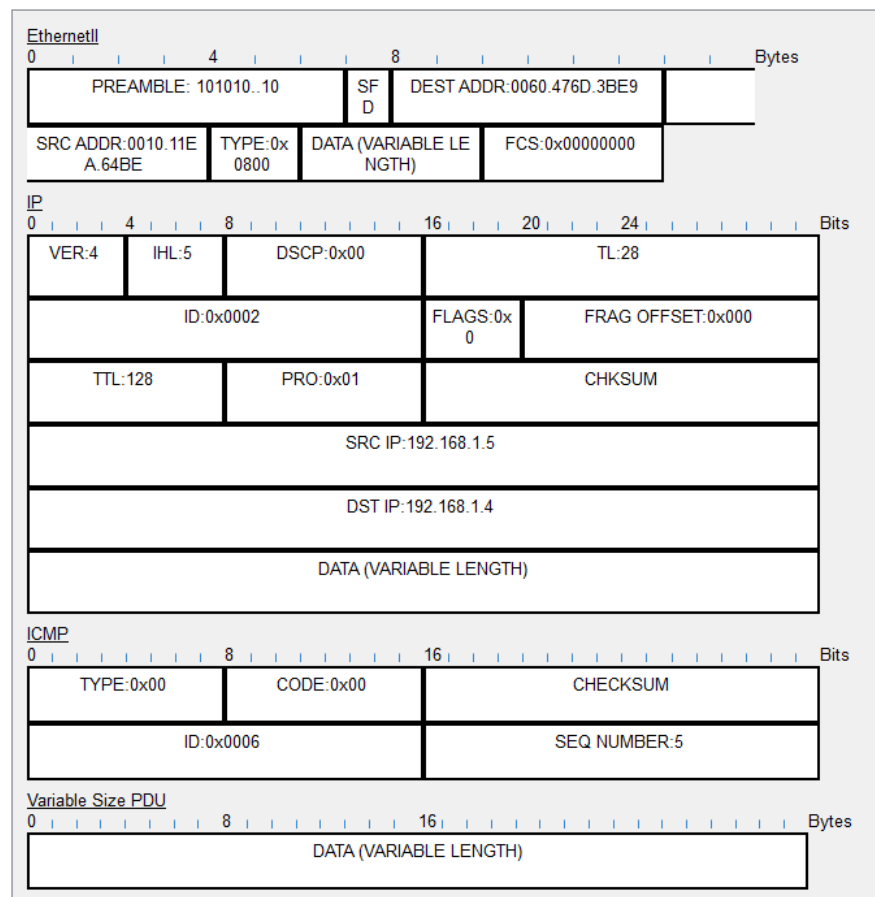 EthernetII
0 4 8 Bytes
PREAMBLE: 101010..10 SF DEST ADDR:0060.476D.3BE9
D
SRC ADDR:0010.11E TYPE:0x DATA (VARIABLE LE FCS:0x00000000
A.64BE 0800 NGTH)
IP
0 4 8 16 20 24 Bits
VER:4 IHL:5 DSCP:0x00 TL:28
ID:0x0002 FLAGS:0x FRAG OFFSET:0x000
0
TTL:128 PRO:0x01 CHKSUM
SRC IP:192.168.1.5
DST IP:192.168.1.4
DATA (VARIABLE LENGTH)
ICMP
0 8 16 Bits
TYPE:0x00 CODE:0x00 CHECKSUM
ID:0x0006 SEQ NUMBER:5
Variable Size PDU
0 8 16 Bytes
DATA (VARIABLE LENGTH)